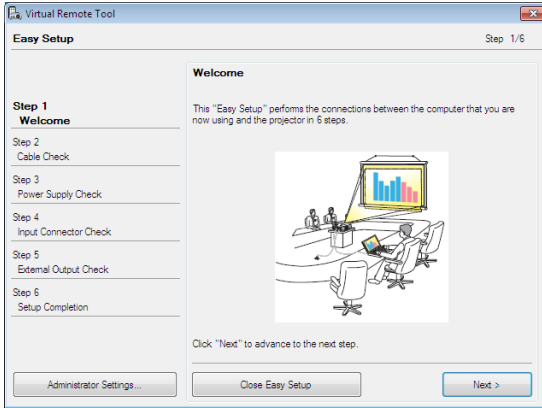 Virtual Remote Tool
Easy Setup
Step 1/6
Welcome
Step 1
Welcome
This "Easy Setup" performs the connections between the computer that you are
now using and the projector in 6 steps.
Step 2
Cable Check
Step 3
Power Supply Check
Step 4
Input Connector Check
Step 5
External Output Check
Step 6
Setup Completion
Click "Next" to advance to the next step.
Administrator Settings...
Close Easy Setup
Next >